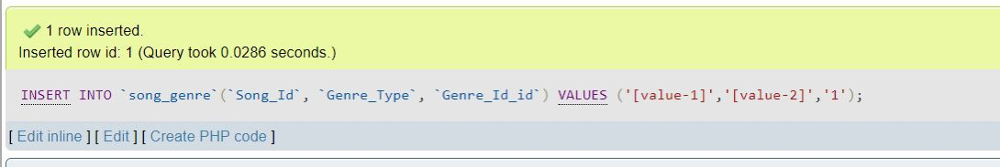 1 row inserted.
Inserted row id: 1 (Query took 0.0286 seconds.)
INSERT INTO `song_genre`(`Song_Id`, `Genre_Type`, `Genre_Id_id`) VALUES ('[value-1]','[value-2]','1');
[ Edit inline ] [ Edit ] [ Create PHP code ]